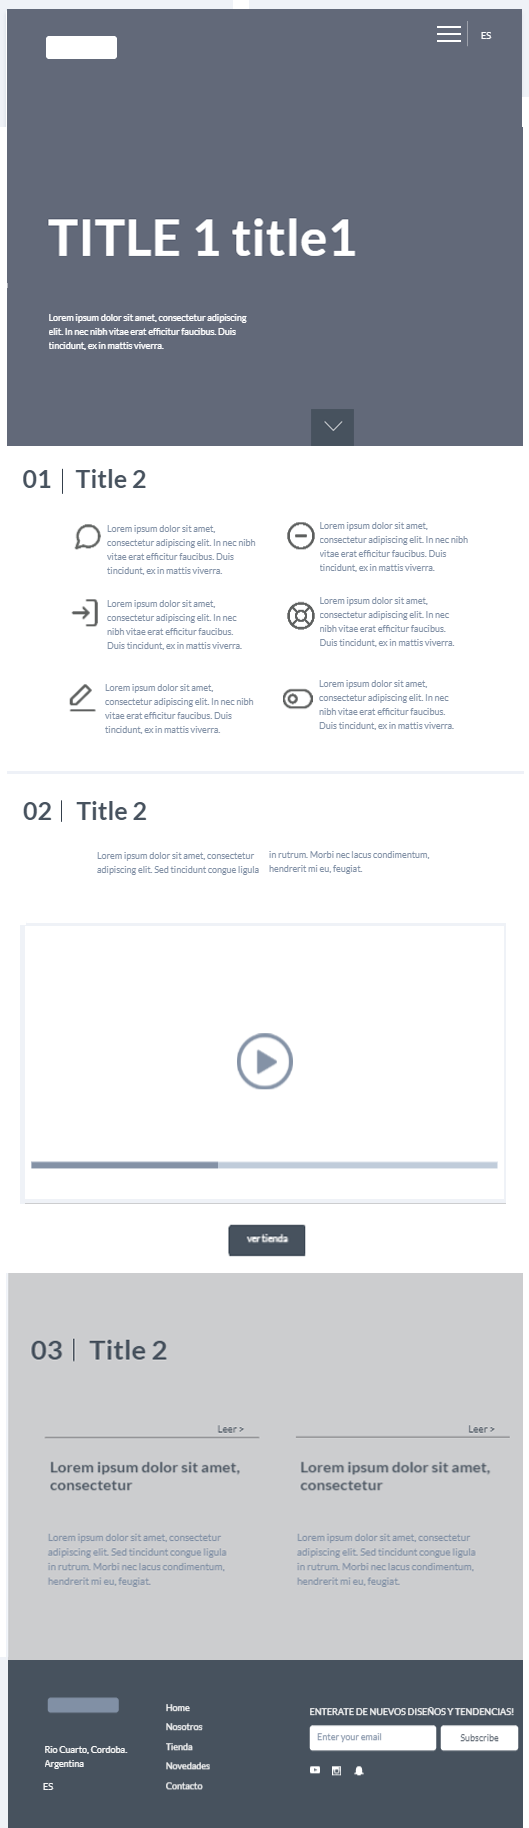 ES
TITLE 1 title1
Lorem ipsum dolor sit amet, consectetur adipiscing
elit. In nec nibh vitae erat efficitur faucibus. Duis
tincidunt, ex in mattis viverra.
01 | Title 2
Lorem ipsum dolor sit amet,
consectetur adipiscing elit. In nec nibh
vitae erat efficitur faucibus. Duis
tincidunt, ex in mattis viverra.
Lorem ipsum dolor sit amet,
consectetur adipiscing elit. In nec nibh
vitae erat efficitur faucibus. Duis
tincidunt, ex in mattis viverra.
Lorem ipsum dolor sit amet,
consectetur adipiscing elit. In nec
nibh vitae erat efficitur faucibus.
Duis tincidunt, ex in mattis viverra.
Lorem ipsum dolor sit amet,
consectetur adipiscing elit. In nec
nibh vitae erat efficitur faucibus.
Duis tincidunt, ex in mattis viverra.
Lorem ipsum dolor sit amet,
consectetur adipiscing elit. In nec nibh
vitae erat efficitur faucibus. Duis
tincidunt, ex in mattis viverra.
Lorem ipsum dolor sit amet,
consectetur adipiscing elit. In nec
nibh vitae erat efficitur faucibus.
Duis tincidunt, ex in mattis viverra.
02 | Title 2
Lorem ipsum dolor sit amet, consectetur
adipiscing elit. Sed tincidunt congue ligula
in rutrum. Morbi nec lacus condimentum,
hendrerit mi eu, feugiat.
ver tienda
03 | Title 2
Leer >
Lorem ipsum dolor sit amet,
consectetur
Lorem ipsum dolor sit amet, consectetur
adipiscing elit. Sed tincidunt congue ligula
in rutrum. Morbi nec lacus condimentum,
hendrerit mi eu, feugiat.
Leer >
Lorem ipsum dolor sit amet,
consectetur
Lorem ipsum dolor sit amet, consectetur
adipiscing elit. Sed tincidunt congue ligula
in rutrum. Morbi nec lacus condimentum,
hendrerit mi eu, feugiat.
Rio Cuarto, Cordoba.
Argentina
ES
Home
Nosotros
Tienda
Novedades
Contacto
ENTERATE DE NUEVOS DISEÑOS Y TENDENCIAS!
Enter your email
Subscribe